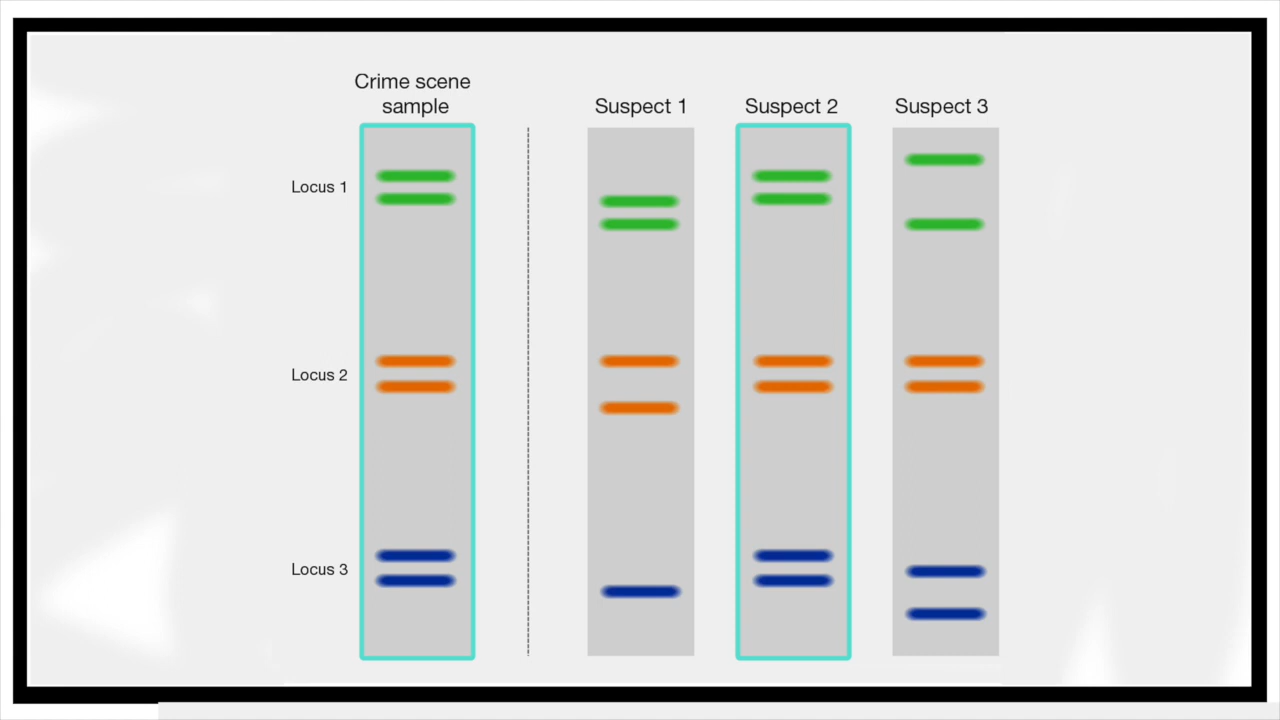 Crime scene
sample
Suspect 1
Suspect 2
Suspect 3
Locus 1
Locus 2
Locus 3